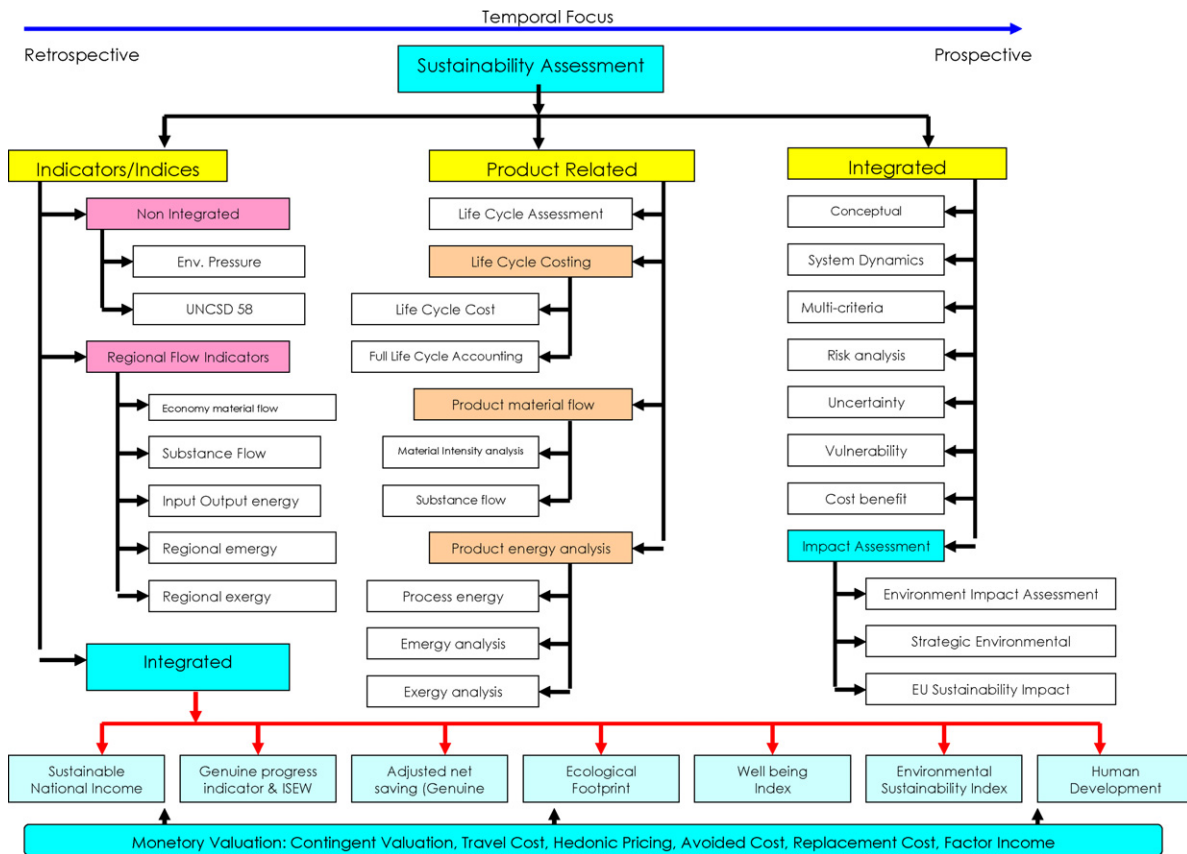 Temporal Focus
Retrospective
Prospective
Sustainability Assessment
Indicators/Indices
Product Related
Integrated
Non Integrated
Env. Pressure
UNCSD 58
Regional Flow Indicators
Economy material flow
Substance Flow
Input Output energy
Regional emergy
Regional exergy
Integrated
Life Cycle Assessment
Life Cycle Costing
Life Cycle Cost
Full Life Cycle Accounting
Product material flow
Material Intensity analysis
Substance flow
Product energy analysis
Process energy
Emergy analysis
Exergy analysis
Conceptual
System Dynamics
Multi-criteria
Risk analysis
Uncertainty
Vulnerability
Cost benefit
Impact Assessment
Environment Impact Assessment
Strategic Environmental
EU Sustainability Impact
Sustainable
National Income
Genuine progress
indicator & ISEW
Adjusted net
saving (Genuine
Ecological
Footprint
Well being
Index
Environmental
Sustainability Index
Human
Development
Monetory Valuation: Contingent Valuation, Travel Cost, Hedonic Pricing, Avoided Cost, Replacement Cost, Factor Income